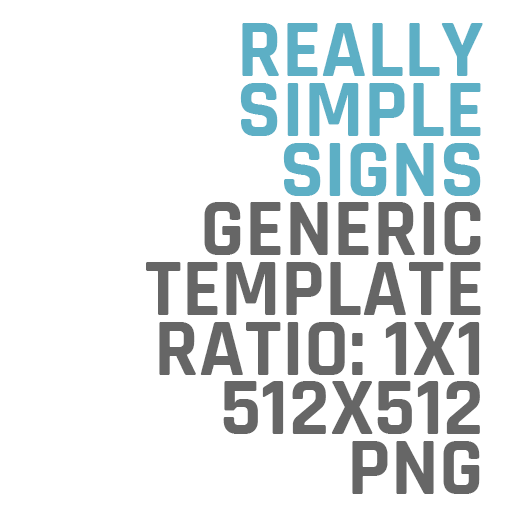 REALLY
SIMPLE
SIGNS
GENERIC
TEMPLATE
RATIO: 1X1
512X512
PNG